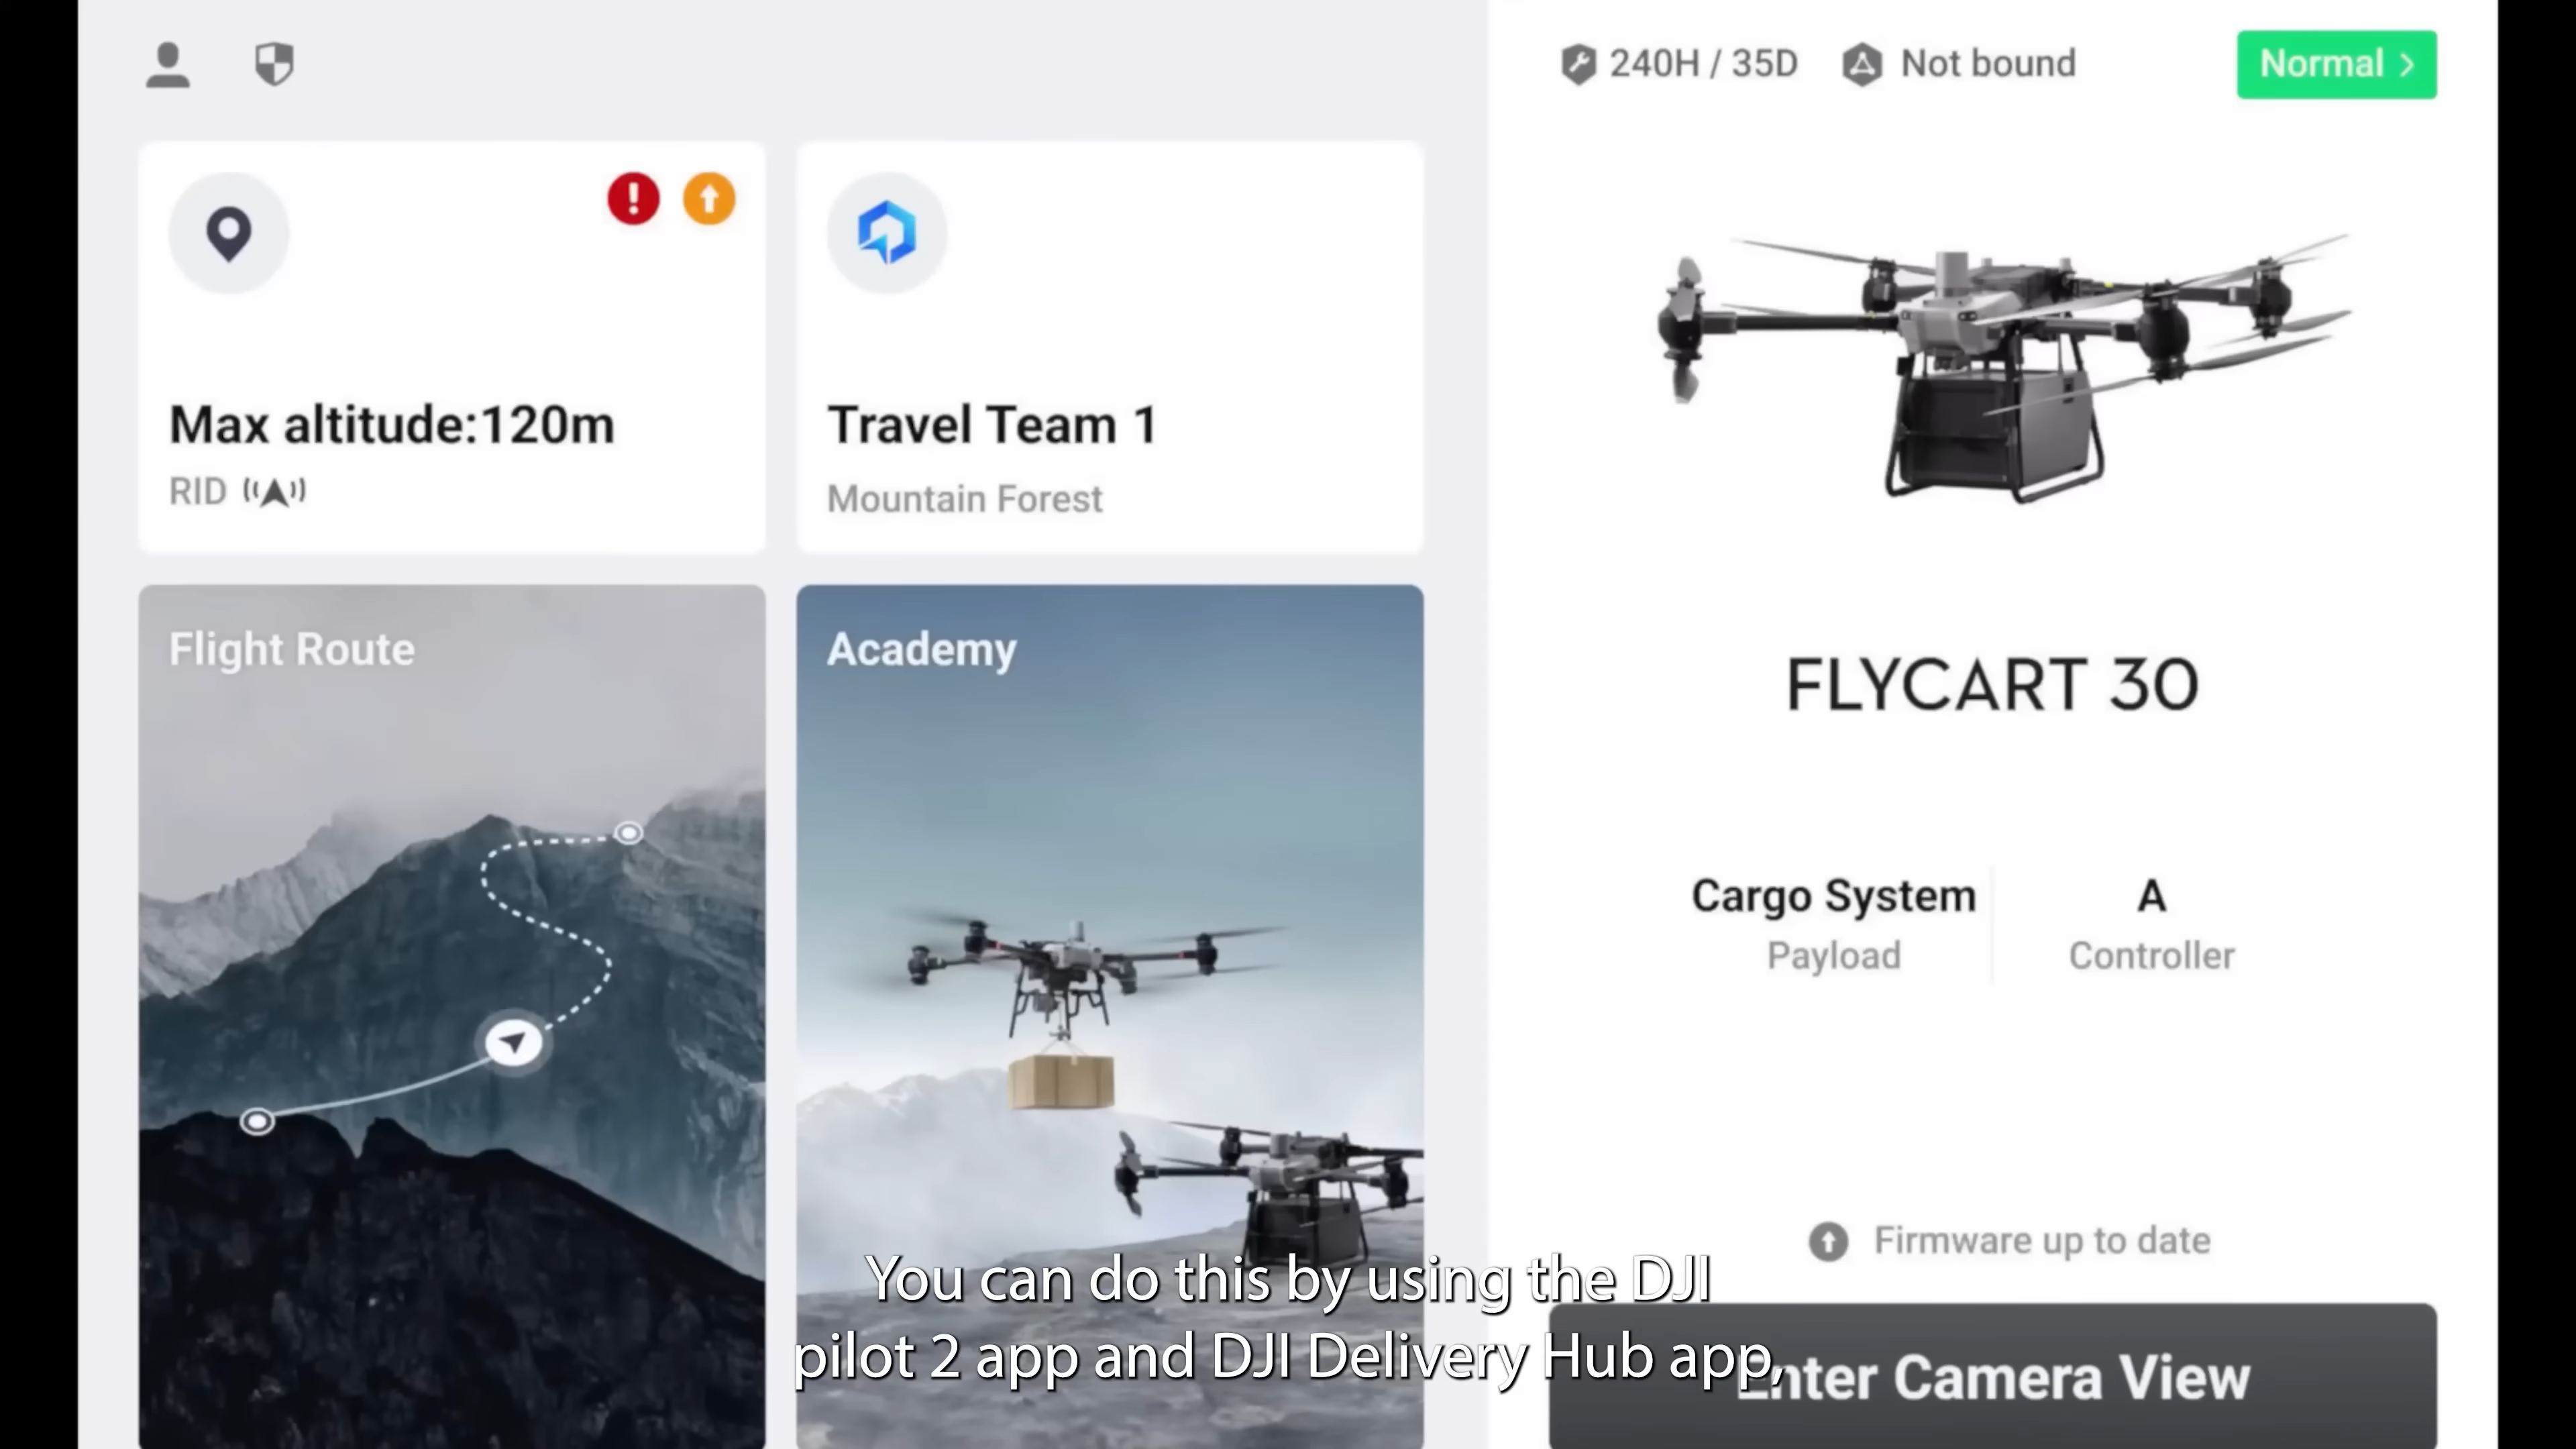 240H / 35D
Not bound
Normal >
Max altitude:120m
RID
Travel Team 1
Mountain Forest
Flight Route
Academy
FLYCART 30
Cargo System
Payload
A
Controller
Firmware up to date
Enter Camera View
You can do this by using the DJI
pilot 2 app and DJI Delivery Hub app,